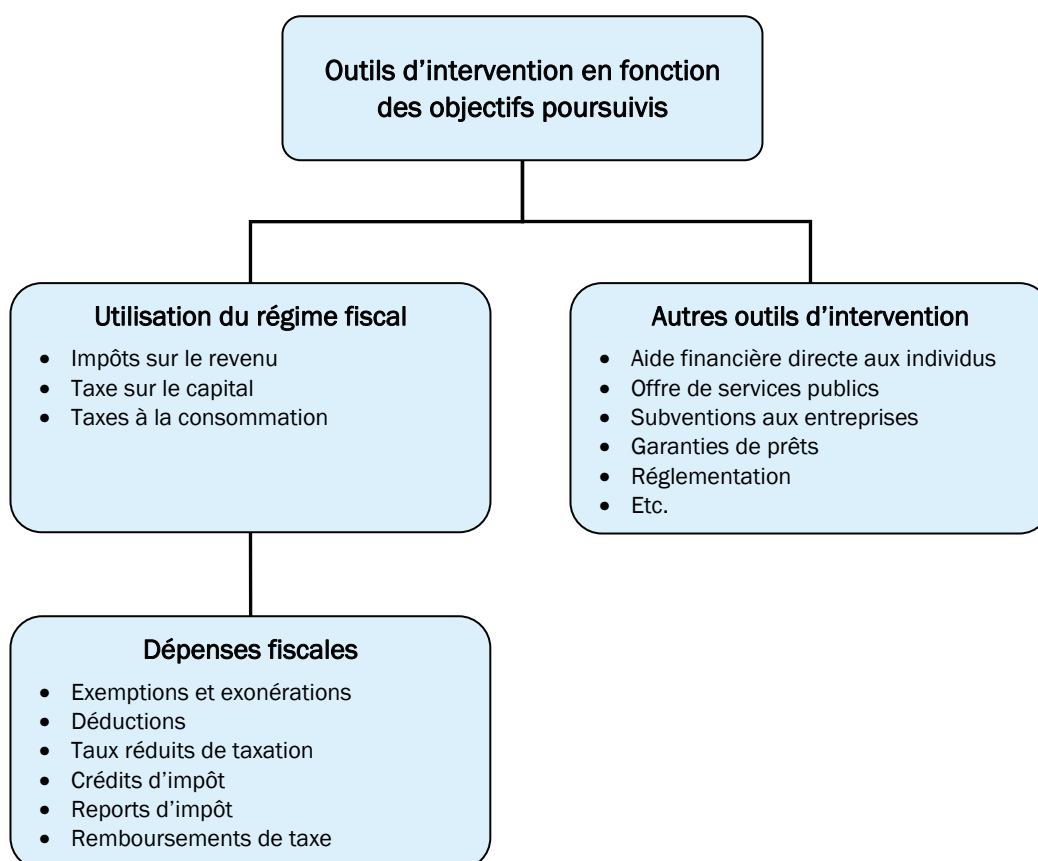 Outils d’intervention en fonction
des objectifs poursuivis
Utilisation du régime fiscal
• Impôts sur le revenu
• Taxe sur le capital
• Taxes à la consommation
Autres outils d’intervention
• Aide financière directe aux individus
• Offre de services publics
• Subventions aux entreprises
• Garanties de prêts
• Réglementation
• Etc.
Dépenses fiscales
• Exemptions et exonérations
• Déductions
• Taux réduits de taxation
• Crédits d’impôt
• Reports d’impôt
• Remboursements de taxe